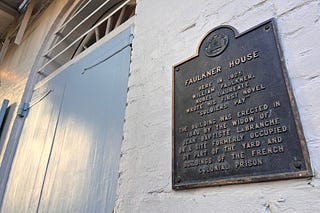 FAULKNER HOUSE
HERE, IN 1925
WILLIAM FAULKNER,
NOBEL LAUREATE
WROTE HIS FIRST NOVEL
"SOLDIERS' PAY"
THE BUILDING WAS ERECTED IN
1840 BY THE WIDOW OF
JEAN BAPTISTE LABRANCHE
ON A SITE FORMERLY OCCUPIED
BY PART OF THE YARD AND
BUILDINGS OF THE FRENCH
COLONIAL PRISON